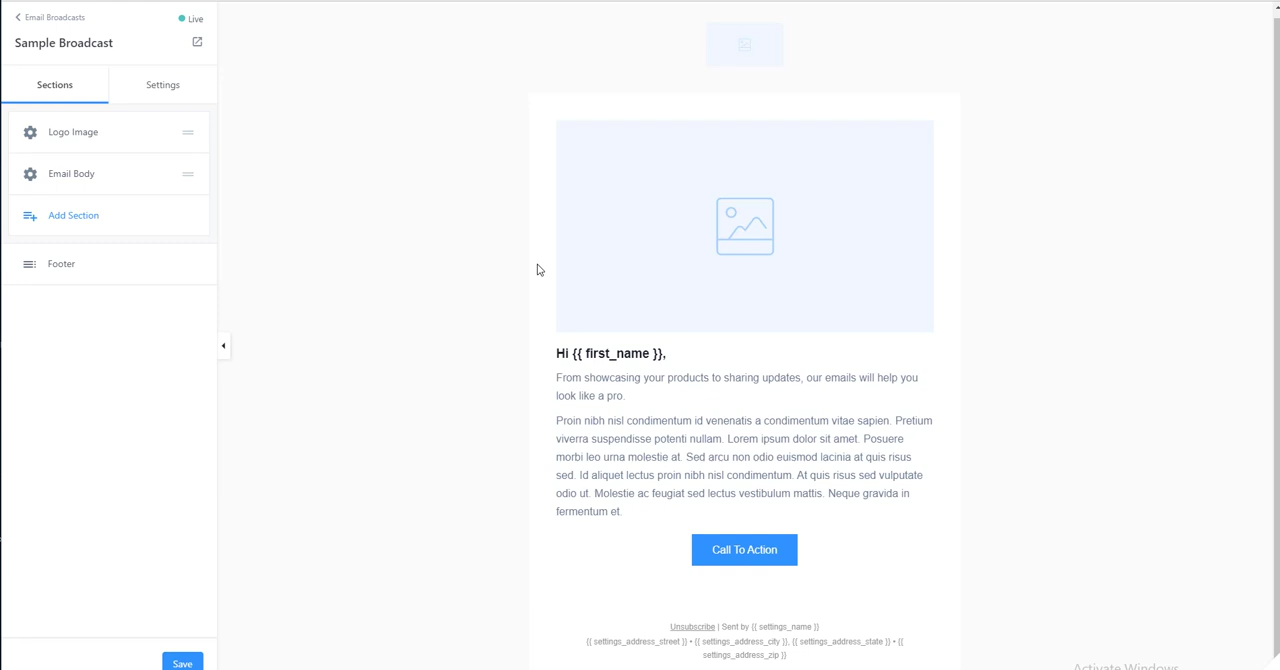 Email Broadcasts
Live
Sample Broadcast
Sections
Settings
Logo Image
Email Body
Add Section
Footer
Save
Hi {{ first_name }},
From showcasing your products to sharing updates, our emails will help you
look like a pro.
Proin nibh nisl condimentum id venenatis a condimentum vitae sapien. Pretium
viverra suspendisse potenti nullam. Lorem ipsum dolor sit amet. Posuere
morbi leo urna molestie at. Sed arcu non odio euismod lacinia at quis risus
sed. Id aliquet lectus proin nibh nisl condimentum. At quis risus sed vulputate
odio ut. Molestie ac feugiat sed lectus vestibulum mattis. Neque gravida in
fermentum et.
Call To Action
Unsubscribe | Sent by {{ settings_name }}
{{ settings_address_street }} • {{ settings_address_city }}, {{ settings_address_state }} • {{
settings_address_zip }}
Activate Windows